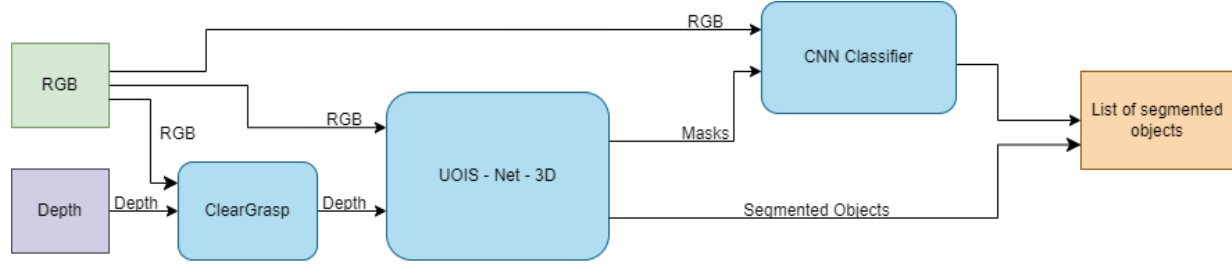 RGB
CNN Classifier
RGB
List of segmented
objects
RGB
RGB
Masks
UOIS - Net - 3D
Depth
Depth
ClearGrasp
Depth
Segmented Objects